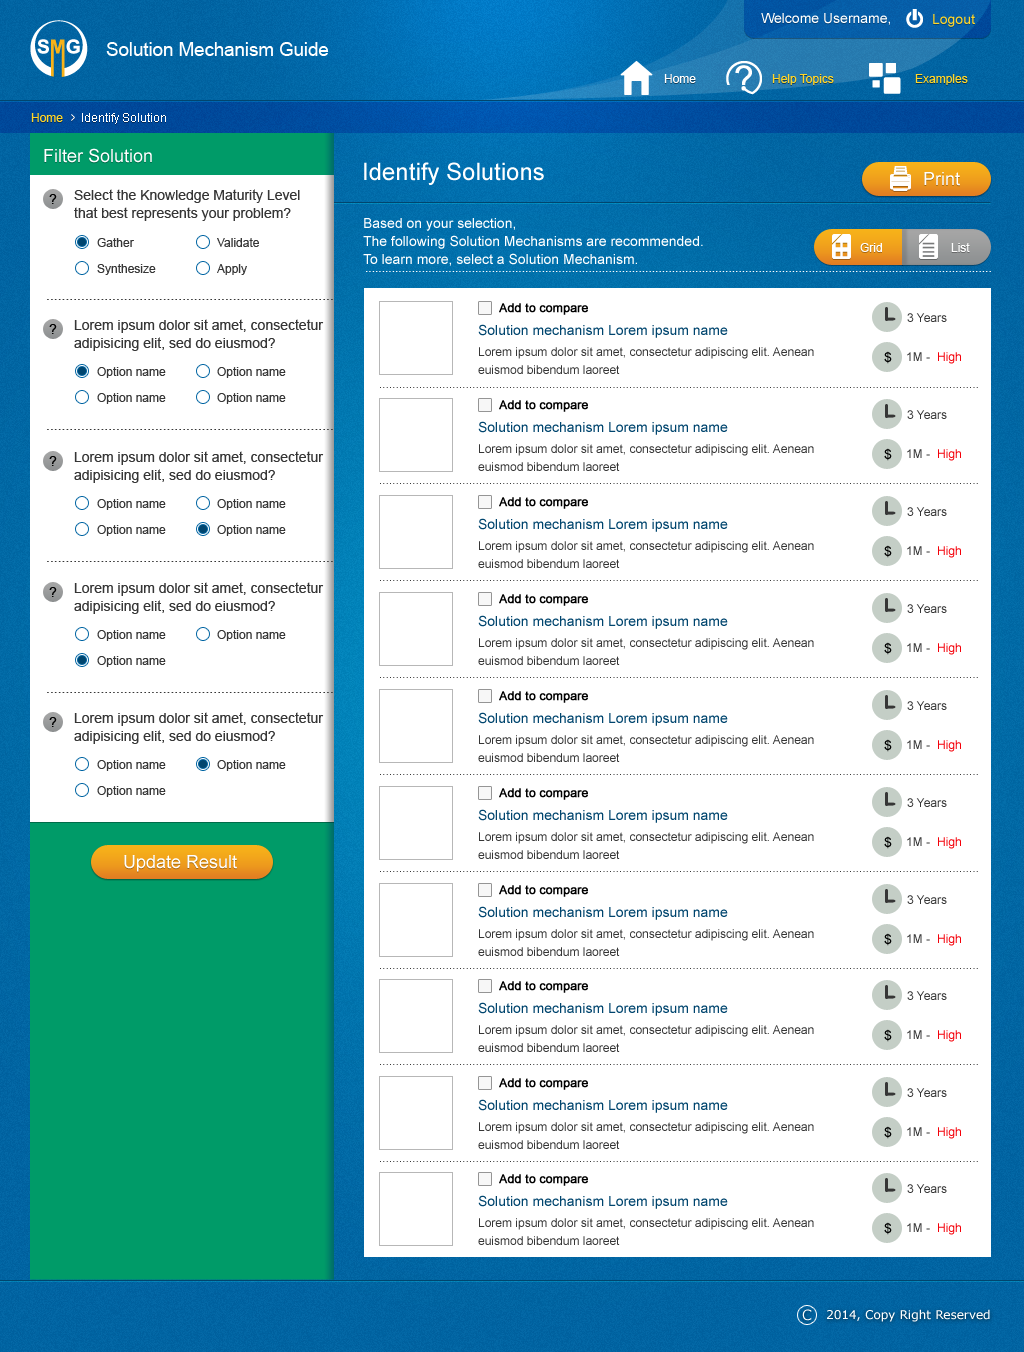 Welcome Username,
Logout
SMG
Solution Mechanism Guide
Home
Help Topics
Examples
Home > Identify Solution
Filter Solution
? Select the Knowledge Maturity Level
that best represents your problem?
Gather
Validate
Synthesize
Apply
? Lorem ipsum dolor sit amet, consectetur
adipisicing elit, sed do eiusmod?
Option name
Option name
Option name
Option name
? Lorem ipsum dolor sit amet, consectetur
adipisicing elit, sed do eiusmod?
Option name
Option name
Option name
Option name
? Lorem ipsum dolor sit amet, consectetur
adipisicing elit, sed do eiusmod?
Option name
Option name
Option name
? Lorem ipsum dolor sit amet, consectetur
adipisicing elit, sed do eiusmod?
Option name
Option name
Option name
Update Result
Identify Solutions
Print
Based on your selection,
The following Solution Mechanisms are recommended.
To learn more, select a Solution Mechanism.
Grid
List
Add to compare
Solution mechanism Lorem ipsum name
Lorem ipsum dolor sit amet, consectetur adipiscing elit. Aenean
euismod bibendum laoreet
3 Years
$ 1M - High
Add to compare
Solution mechanism Lorem ipsum name
Lorem ipsum dolor sit amet, consectetur adipiscing elit. Aenean
euismod bibendum laoreet
3 Years
$ 1M - High
Add to compare
Solution mechanism Lorem ipsum name
Lorem ipsum dolor sit amet, consectetur adipiscing elit. Aenean
euismod bibendum laoreet
3 Years
$ 1M - High
Add to compare
Solution mechanism Lorem ipsum name
Lorem ipsum dolor sit amet, consectetur adipiscing elit. Aenean
euismod bibendum laoreet
3 Years
$ 1M - High
Add to compare
Solution mechanism Lorem ipsum name
Lorem ipsum dolor sit amet, consectetur adipiscing elit. Aenean
euismod bibendum laoreet
3 Years
$ 1M - High
Add to compare
Solution mechanism Lorem ipsum name
Lorem ipsum dolor sit amet, consectetur adipiscing elit. Aenean
euismod bibendum laoreet
3 Years
$ 1M - High
Add to compare
Solution mechanism Lorem ipsum name
Lorem ipsum dolor sit amet, consectetur adipiscing elit. Aenean
euismod bibendum laoreet
3 Years
$ 1M - High
Add to compare
Solution mechanism Lorem ipsum name
Lorem ipsum dolor sit amet, consectetur adipiscing elit. Aenean
euismod bibendum laoreet
3 Years
$ 1M - High
Add to compare
Solution mechanism Lorem ipsum name
Lorem ipsum dolor sit amet, consectetur adipiscing elit. Aenean
euismod bibendum laoreet
3 Years
$ 1M - High
Add to compare
Solution mechanism Lorem ipsum name
Lorem ipsum dolor sit amet, consectetur adipiscing elit. Aenean
euismod bibendum laoreet
3 Years
$ 1M - High
© 2014, Copy Right Reserved